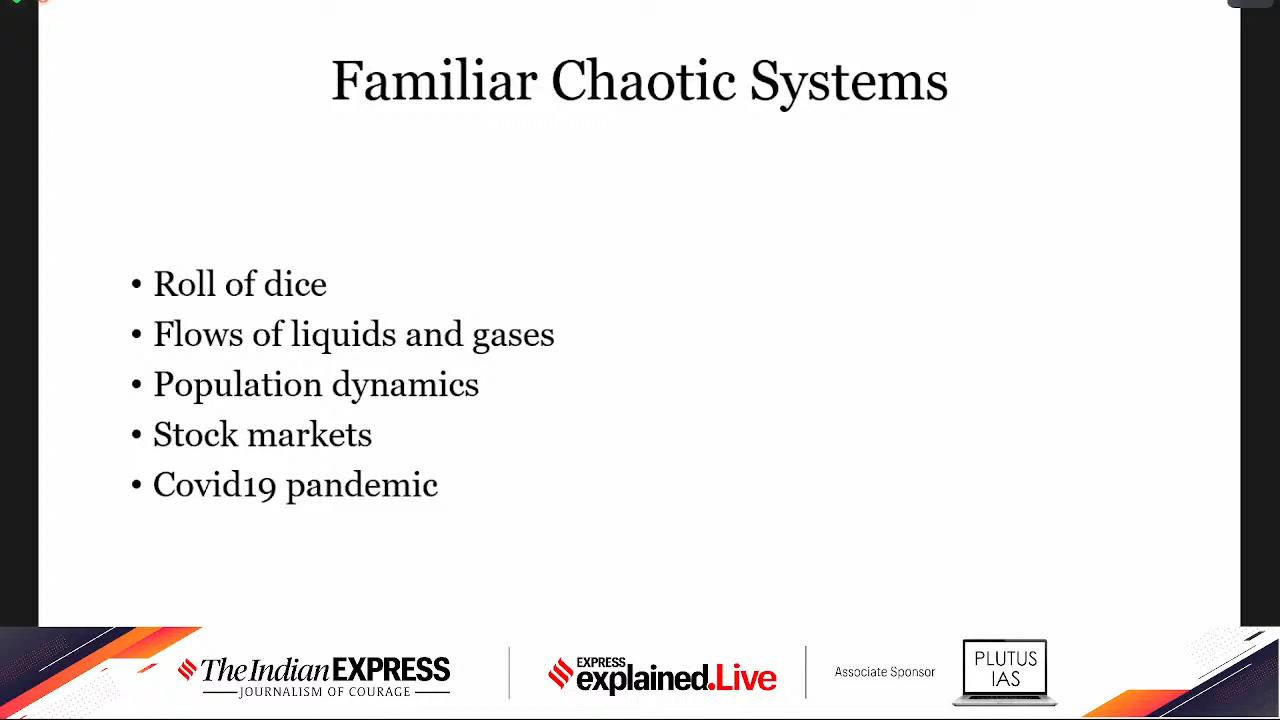 Familiar Chaotic Systems
• Roll of dice
• Flows of liquids and gases
• Population dynamics
• Stock markets
• Covid19 pandemic
The Indian EXPRESS
JOURNALISM OF COURAGE
EXPRESS
explained.Live
Associate Sponsor
PLUTUS
IAS